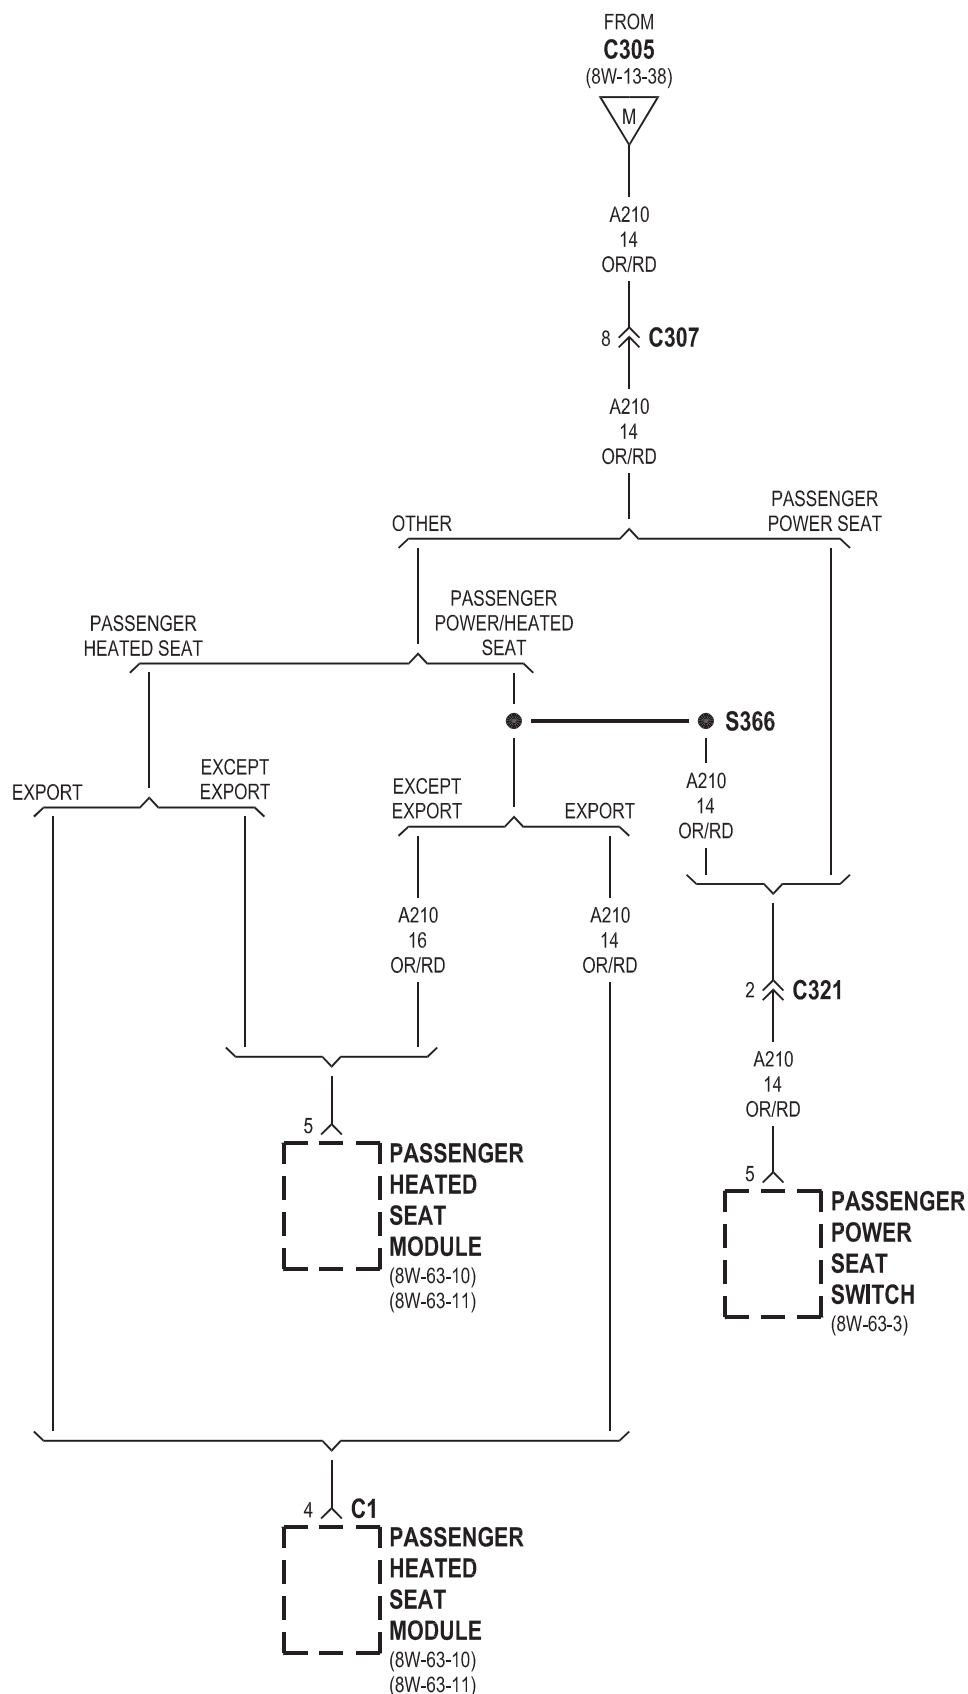 FROM
C305
(8W-13-38)
M
A210
14
OR/RD
8 C307
A210
14
OR/RD
OTHER
PASSENGER
POWER SEAT
PASSENGER
HEATED SEAT
PASSENGER
POWER/HEATED
SEAT
S366
EXPORT
EXCEPT
EXPORT
EXCEPT
EXPORT
EXPORT
A210
14
OR/RD
A210
16
OR/RD
A210
14
OR/RD
2 C321
A210
14
OR/RD
5
PASSENGER
HEATED
SEAT
MODULE
(8W-63-10)
(8W-63-11)
5
PASSENGER
POWER
SEAT
SWITCH
(8W-63-3)
4 C1
PASSENGER
HEATED
SEAT
MODULE
(8W-63-10)
(8W-63-11)